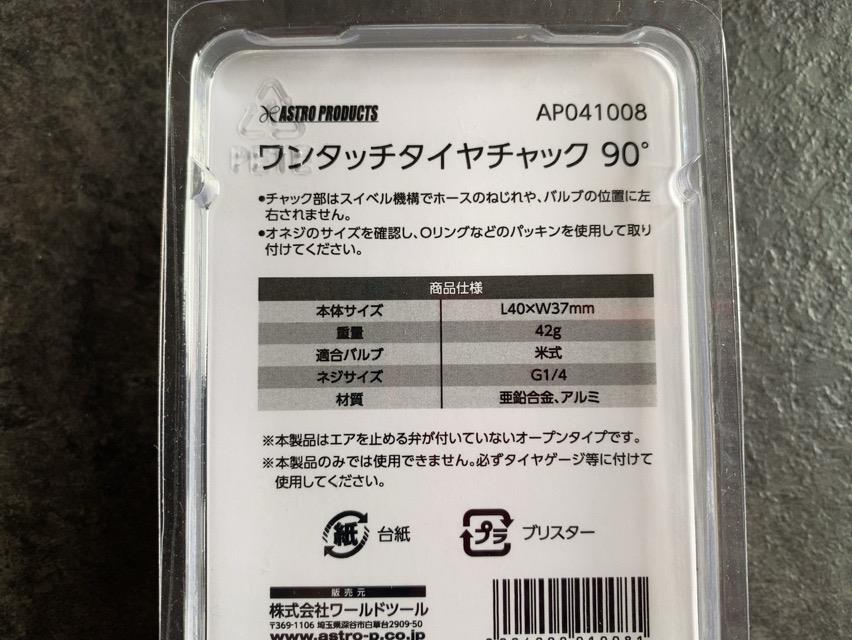 ASTRO PRODUCTS
AP041008
PETE
ワンタッチタイヤチャック 90°
●チャック部はスイベル機構でホースのねじれや、バルブの位置に左
右されません。
●オネジのサイズを確認し、Oリングなどのパッキンを使用して取り
付けてください。
商品仕様
本体サイズ L40×W37mm
重量 42g
適合バルブ 米式
ネジサイズ G1/4
材質 亜鉛合金、アルミ
※本製品はエアを止める弁が付いていないオープンタイプです。
※本製品のみでは使用できません。必ずタイヤゲージ等に付けて
使用してください。
紙 台紙
プラ ブリスター
販売元
株式会社ワールドツール
〒369-1106 埼玉県深谷市白草台2909-50
www.astro-p.co.jp